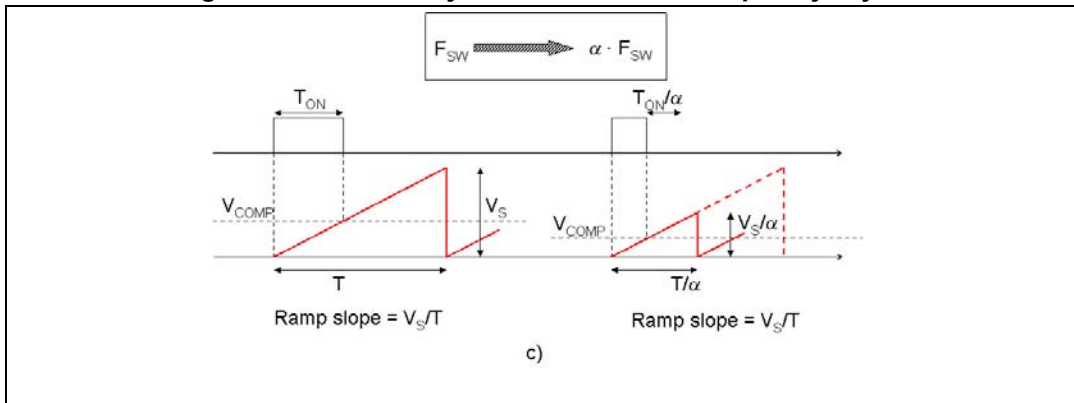 F_SW α · F_SW
T_ON T_ON/α
V_COMP V_S V_COMP V_S/α
T T/α
Ramp slope = V_S/T Ramp slope = V_S/T
c)